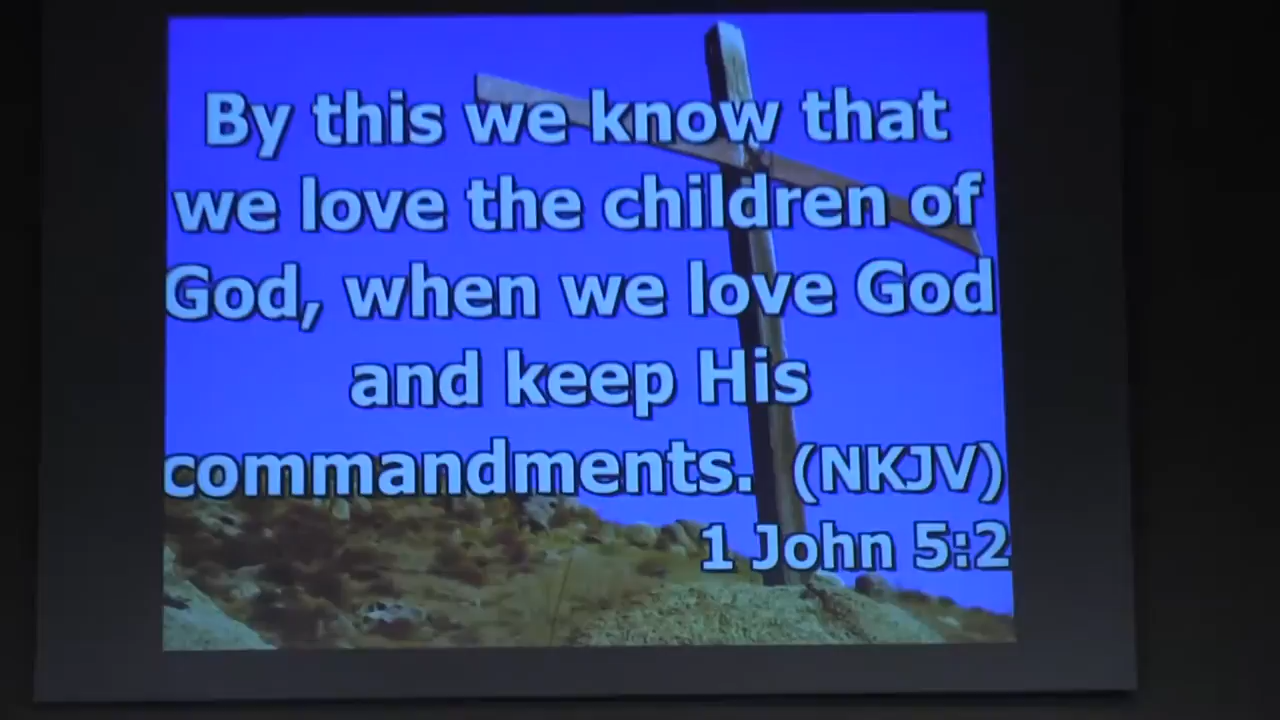 By this we know that
we love the children of
God, when we love God
and keep His
commandments. (NKJV)
1 John 5:2